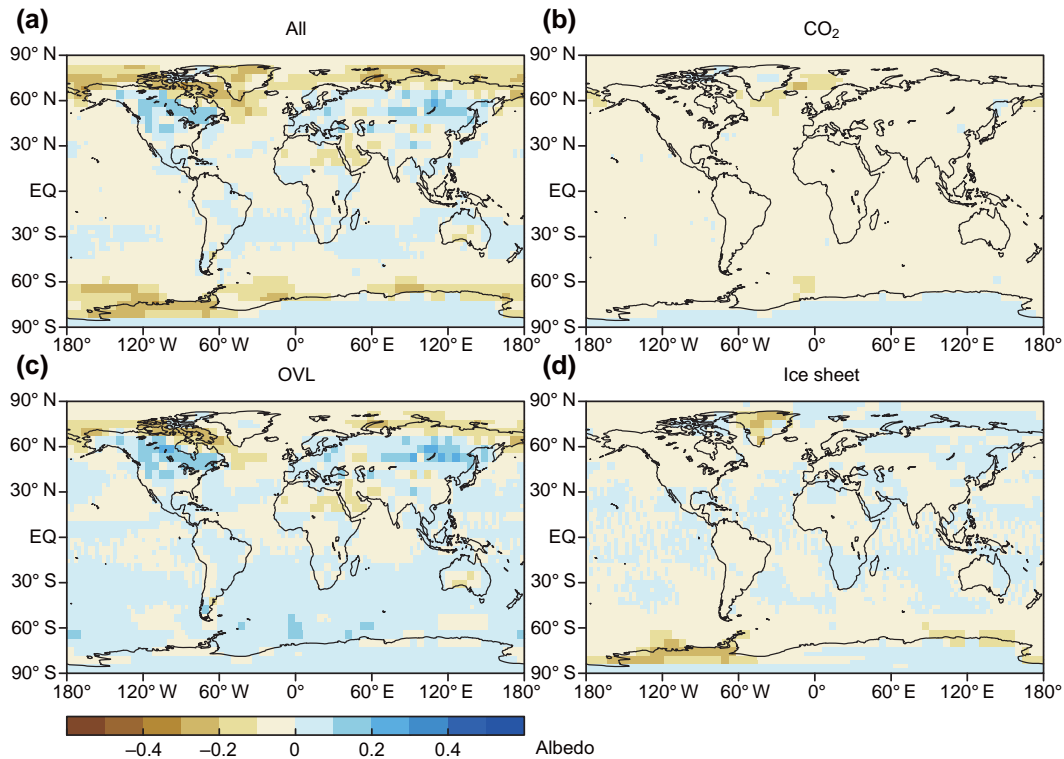 (a) All
90° N
60° N
30° N
EQ
30° S
60° S
90° S
180° 120° W 60° W 0° 60° E 120° E 180°
(b) CO₂
90° N
60° N
30° N
EQ
30° S
60° S
90° S
180° 120° W 60° W 0° 60° E 120° E 180°
(c) OVL
90° N
60° N
30° N
EQ
30° S
60° S
90° S
180° 120° W 60° W 0° 60° E 120° E 180°
(d) Ice sheet
90° N
60° N
30° N
EQ
30° S
60° S
90° S
180° 120° W 60° W 0° 60° E 120° E 180°
–0.4 –0.2 0 0.2 0.4 Albedo